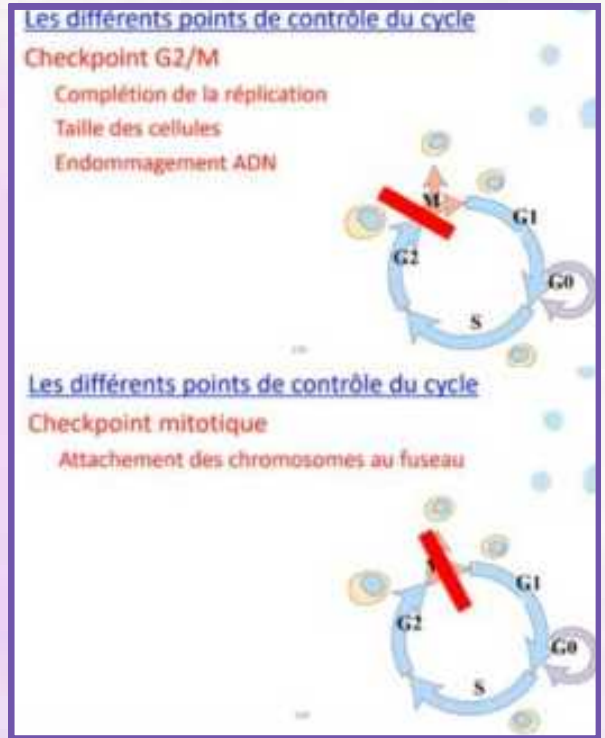 Les différents points de contrôle du cycle
Checkpoint G2/M
Complétion de la réplication
Taille des cellules
Endommagement ADN
M
G1
G2
G0
S
Les différents points de contrôle du cycle
Checkpoint mitotique
Attachement des chromosomes au fuseau
G1
G2
G0
S